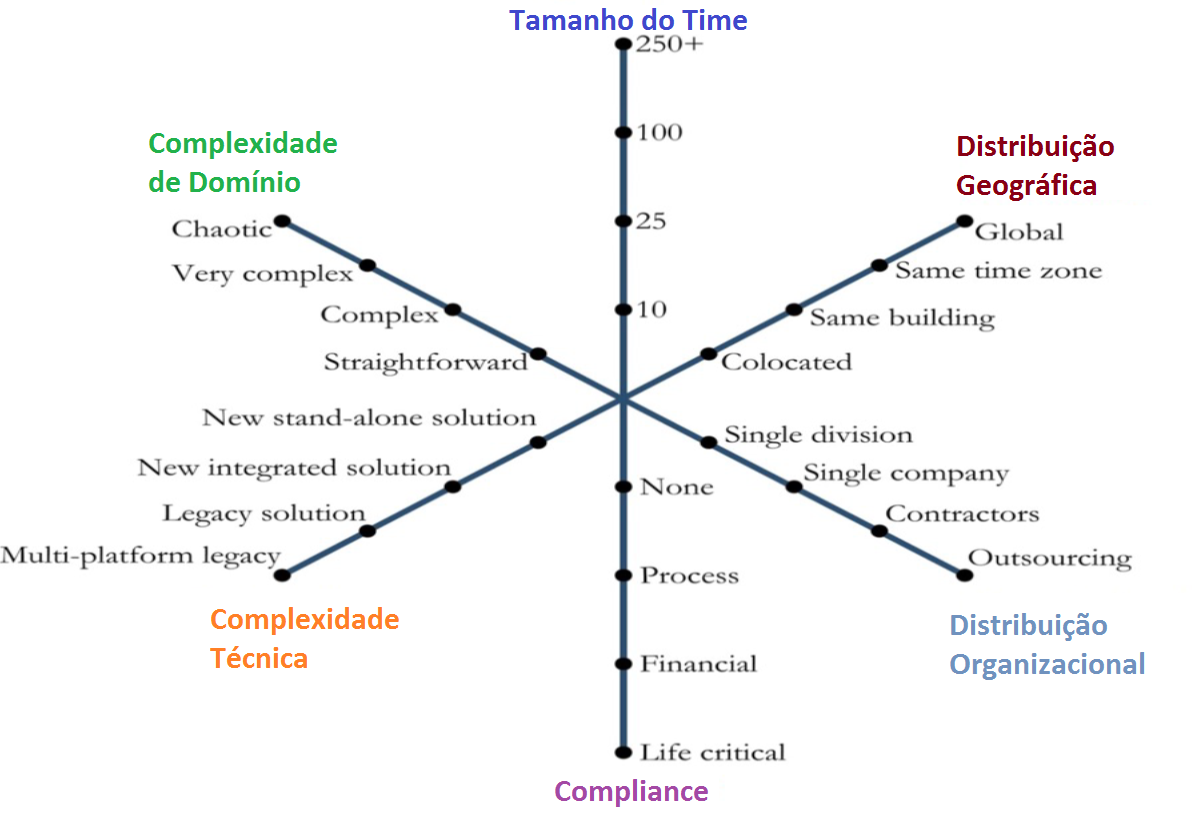 Tamanho do Time
250+
100
25
10
Complexidade
de Domínio
Chaotic
Very complex
Complex
Straightforward
Distribuição
Geográfica
Global
Same time zone
Same building
Colocated
New stand-alone solution
New integrated solution
Legacy solution
Multi-platform legacy
Complexidade
Técnica
None
Process
Financial
Life critical
Compliance
Single division
Single company
Contractors
Outsourcing
Distribuição
Organizacional